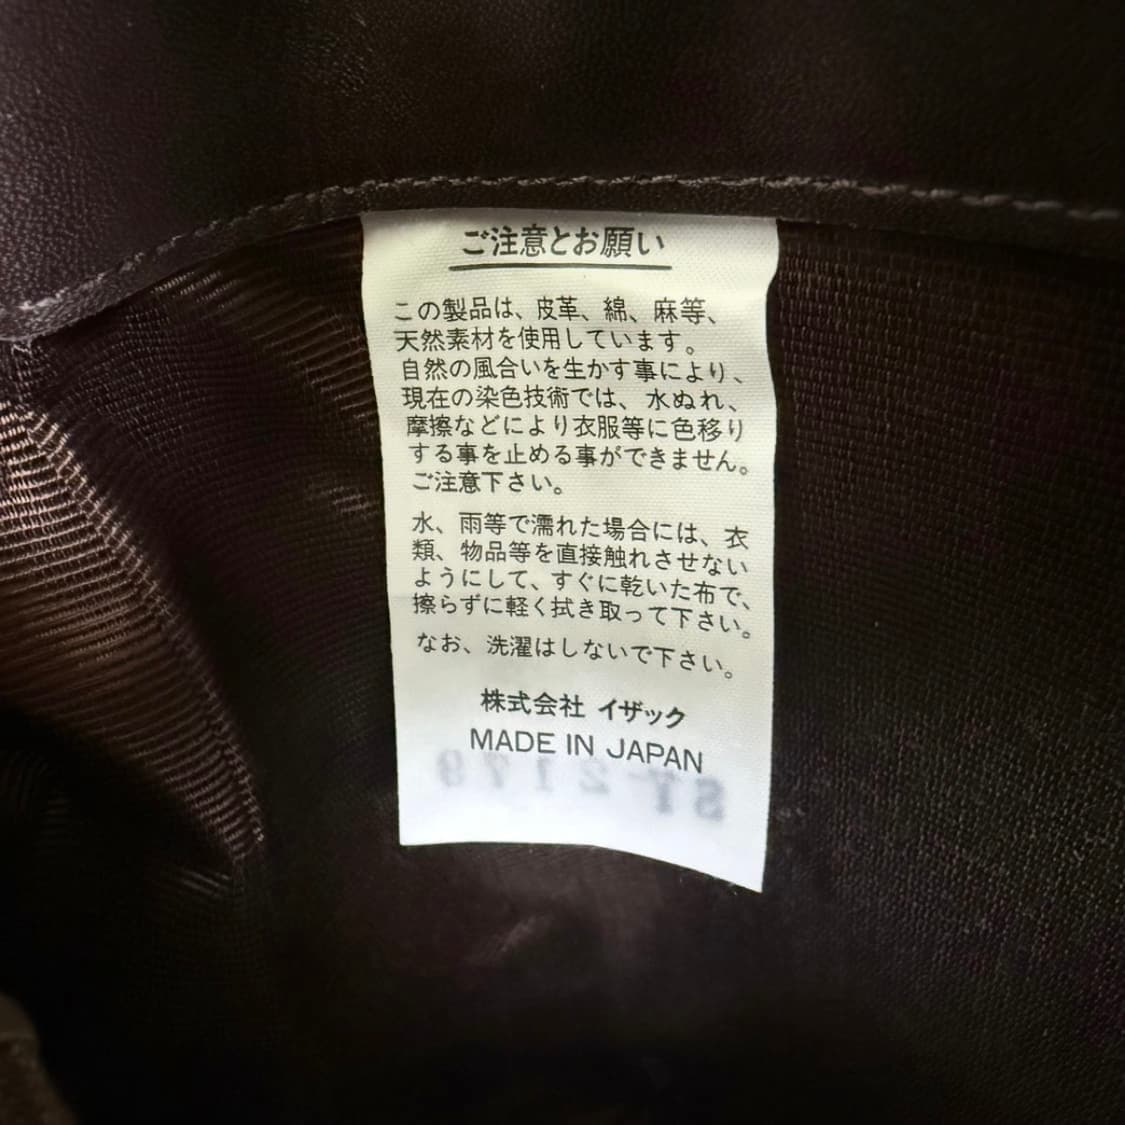 ご注意とお願い
この製品は、皮革、綿、麻等、
天然素材を使用しています。
自然の風合いを生かす事により、
現在の染色技術では、水ぬれ、
摩擦などにより衣服等に色移り
する事を止める事ができません。
ご注意下さい。
水、雨等で濡れた場合には、衣
類、物品等を直接触れさせない
ようにして、すぐに乾いた布で、
擦らずに軽く拭き取って下さい。
なお、洗濯はしないで下さい。
株式会社 イザック
MADE IN JAPAN
ST-2179